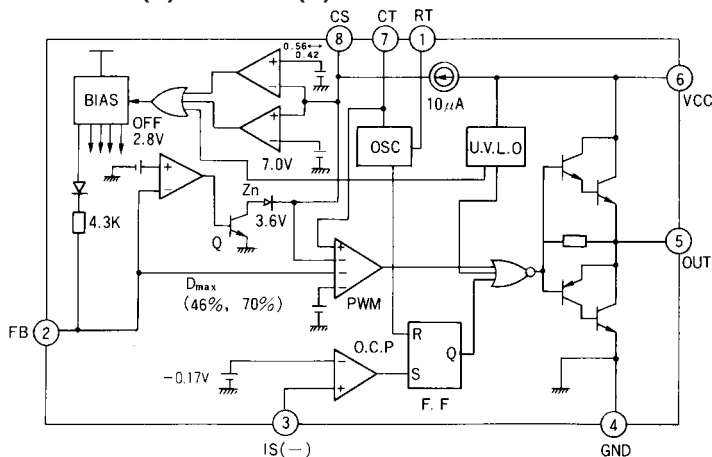 CS CT RT
8 7 1
0.56
0.42
6
VCC
BIAS
10μA
OFF
2.8V
7.0V
OSC
U.V.L.O
Zn
3.6V
4.3K
Q
5
OUT
Dmax
(46%, 70%)
PWM
FB 2
O.C.P
R
Q
S
F.F
-0.17V
3
IS(-)
4
GND